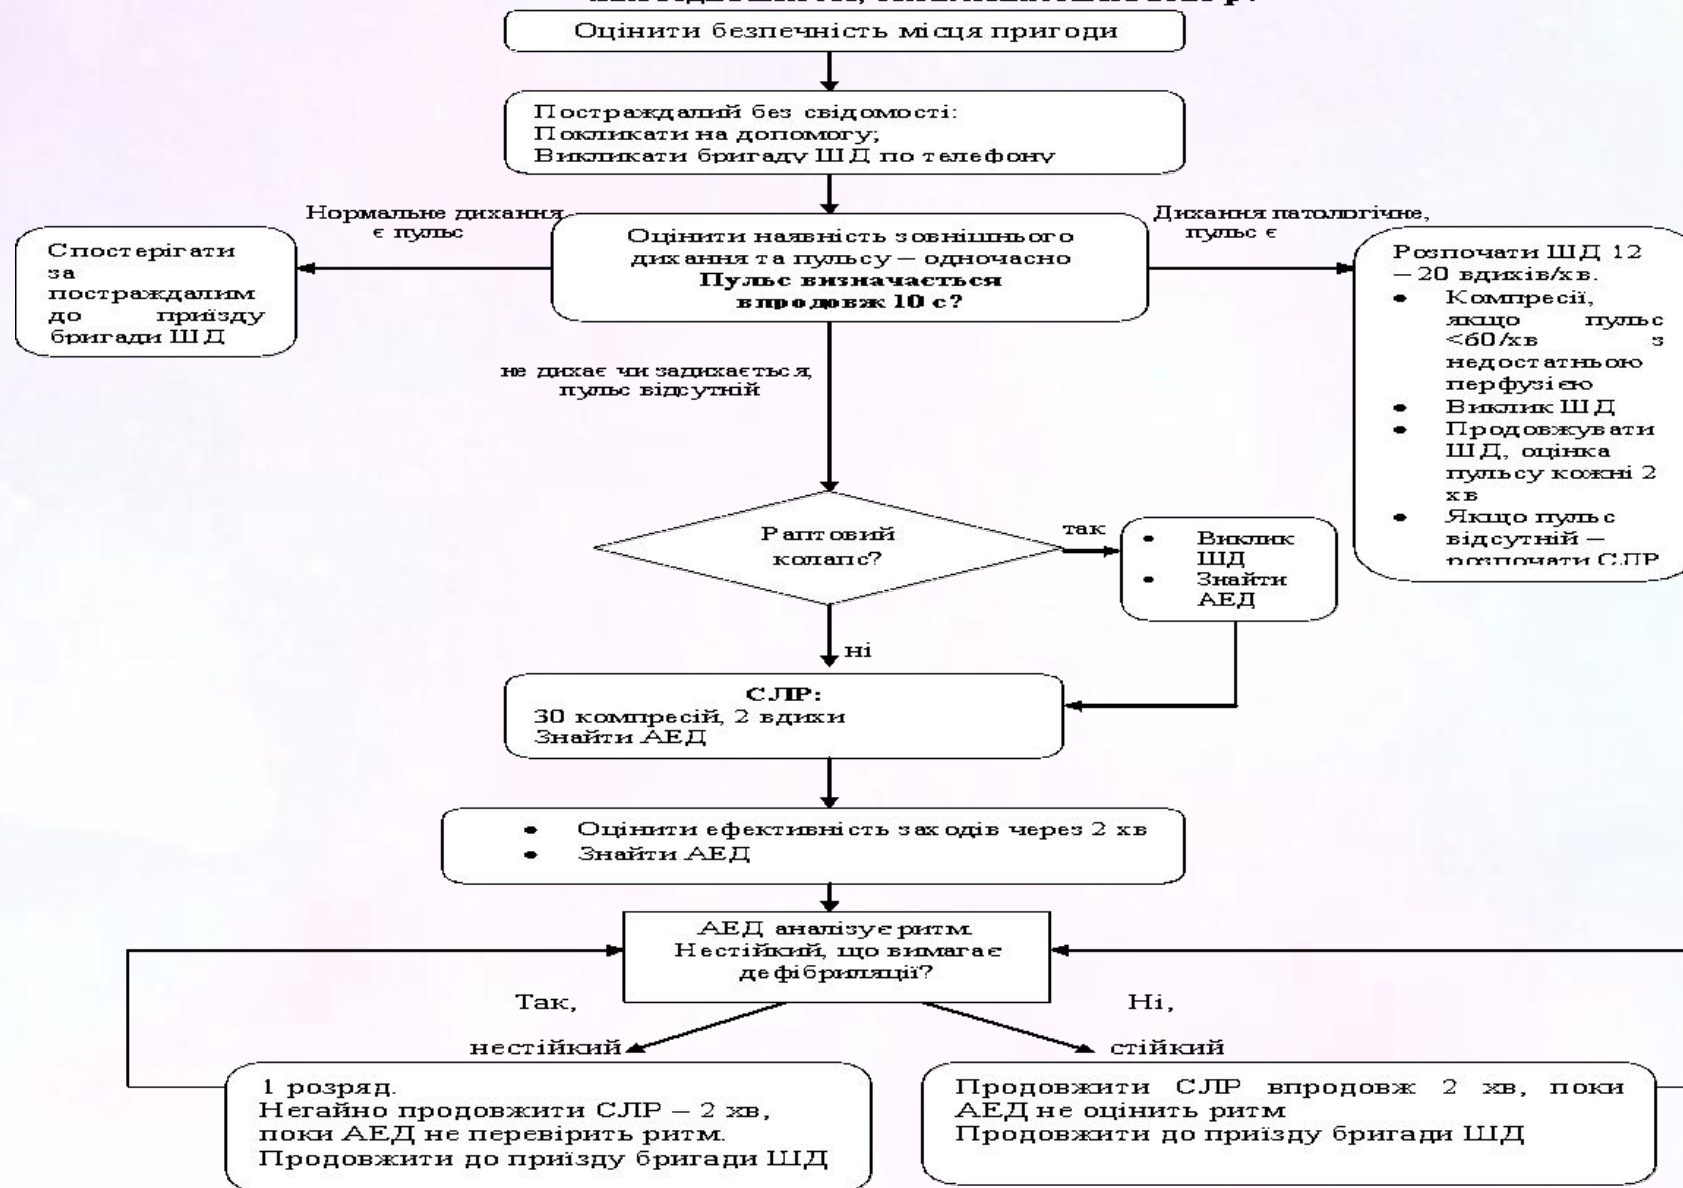 Оцінити безпечність місця пригоди
Постраждалий без свідомості:
Покликати на допомогу;
Викликати бригаду ШД по телефону
Нормальне дихання,
є пульс
Оцінити наявність зовнішнього
дихання та пульсу – одночасно
Пульс визначається
впродовж 10 с?
Дихання патологічне,
пульс є
Спостерігати
за
постраждалим
до приїзду
бригади ШД
Розпочати ШД 12
– 20 вдихів/хв.
• Компресії,
якщо пульс
<60/хв з
недостатньою
перфузією
• Виклик ШД
• Продовжувати
ШД, оцінка
пульсу кожні 2
хв
• Якщо пульс
відсутній –
розпочати СЛР
не дихає чи задихається,
пульс відсутній
Раптовий
колапс?
так
• Виклик
ШД
• Знайти
АЕД
ні
СЛР:
30 компресій, 2 вдихи
Знайти АЕД
• Оцінити ефективність заходів через 2 хв
• Знайти АЕД
АЕД аналізує ритм.
Нестійкий, що вимагає
дефібриляції?
Так,
нестійкий
Ні,
стійкий
1 розряд.
Негайно продовжити СЛР – 2 хв,
поки АЕД не перевірить ритм.
Продовжити до приїзду бригади ШД
Продовжити СЛР впродовж 2 хв, поки
АЕД не оцінить ритм
Продовжити до приїзду бригади ШД